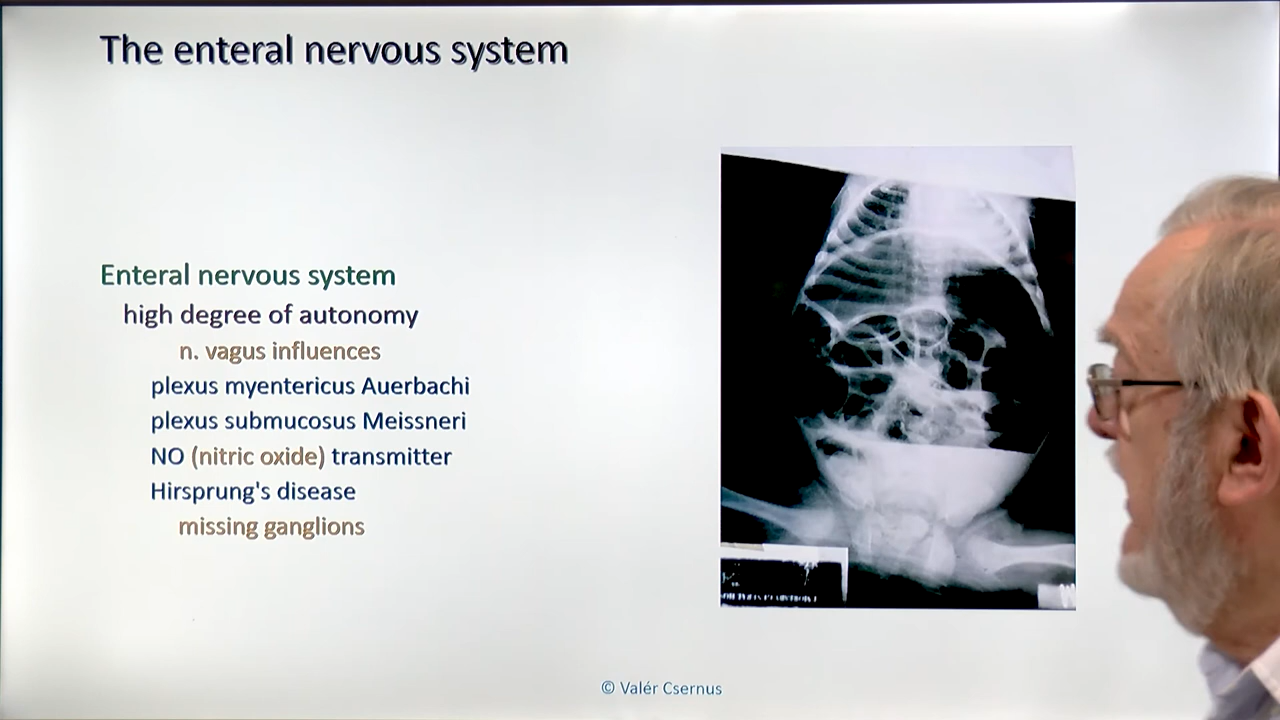 The enteral nervous system
Enteral nervous system
high degree of autonomy
n. vagus influences
plexus myentericus Auerbachi
plexus submucosus Meissneri
NO (nitric oxide) transmitter
Hirsprung's disease
missing ganglions
© Valér Csernus